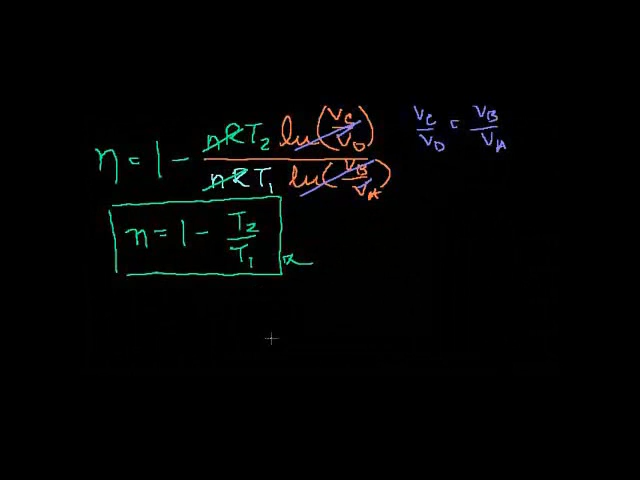 η = 1 - nRT₂ ln(V_C/V_D) / nRT₁ ln(V_B/V_A)
V_C/V_D = V_B/V_A
η = 1 - T₂/T₁